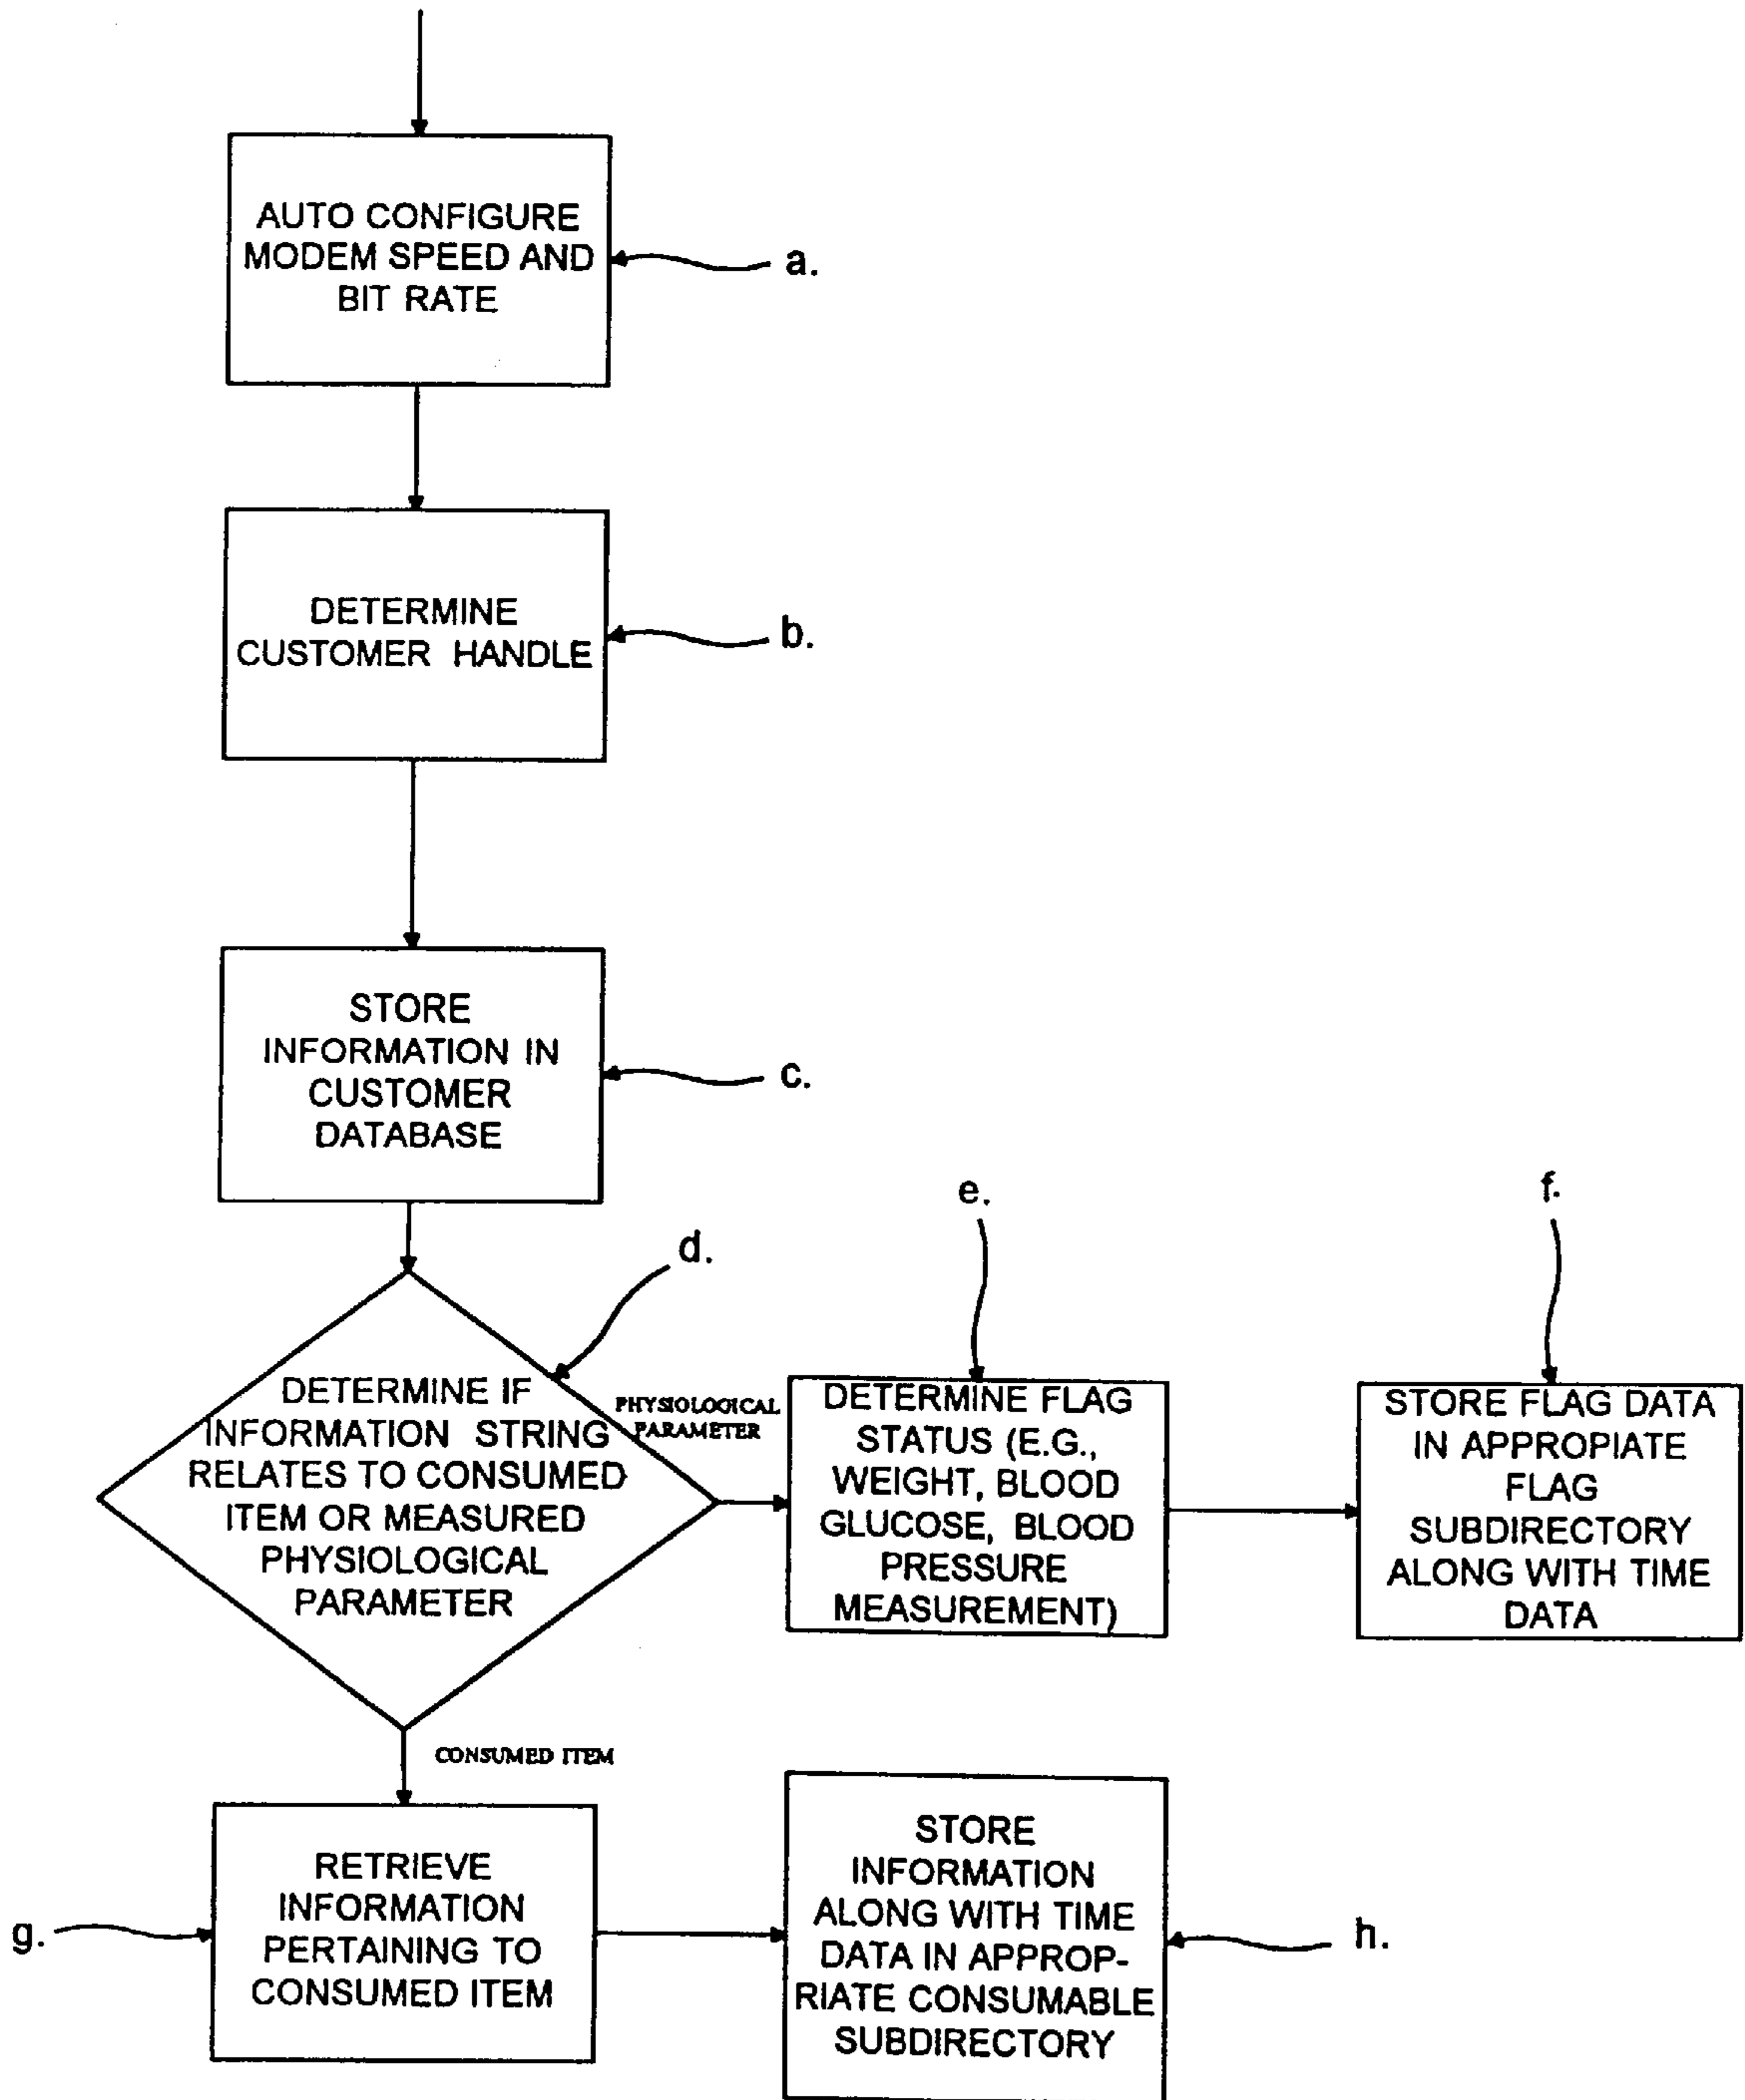 AUTO CONFIGURE
MODEM SPEED AND
BIT RATE
a.
DETERMINE
CUSTOMER HANDLE
b.
STORE
INFORMATION IN
CUSTOMER
DATABASE
c.
d.
DETERMINE IF
INFORMATION STRING
RELATES TO CONSUMED
ITEM OR MEASURED
PHYSIOLOGICAL
PARAMETER
PHYSIOLOGICAL
PARAMETER
e.
DETERMINE FLAG
STATUS (E.G.,
WEIGHT, BLOOD
GLUCOSE, BLOOD
PRESSURE
MEASUREMENT)
f.
STORE FLAG DATA
IN APPROPIATE
FLAG
SUBDIRECTORY
ALONG WITH TIME
DATA
CONSUMED ITEM
g.
RETRIEVE
INFORMATION
PERTAINING TO
CONSUMED ITEM
STORE
INFORMATION
ALONG WITH TIME
DATA IN APPROP-
RIATE CONSUMABLE
SUBDIRECTORY
h.